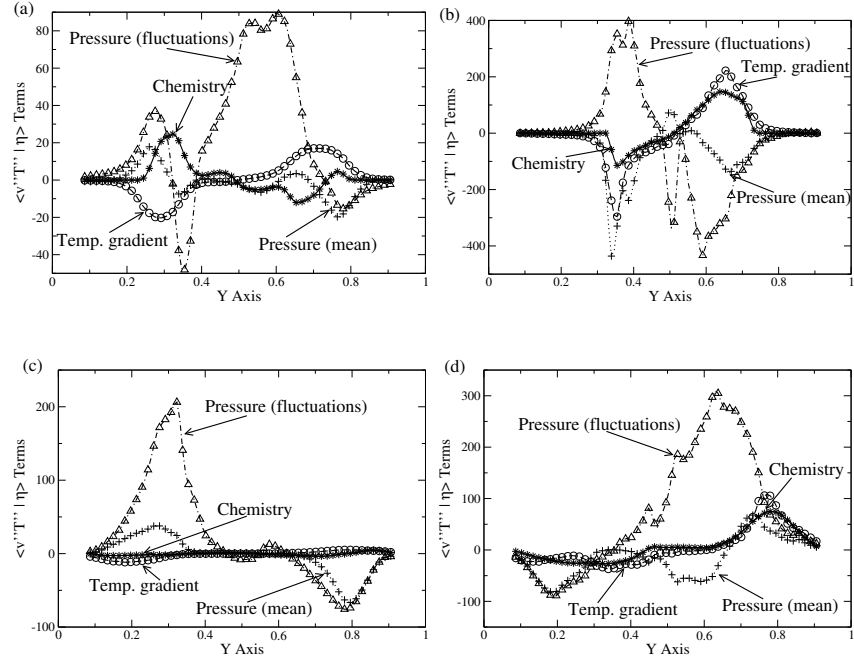 (a)
80
60
40
20
0
-20
-40
<v''T'' | η> Terms
0
0.2
0.4
0.6
0.8
1
Y Axis
Pressure (fluctuations)
Chemistry
Temp. gradient
Pressure (mean)
(b)
400
200
0
-200
-400
<v''T'' | η> Terms
0
0.2
0.4
0.6
0.8
1
Y Axis
Pressure (fluctuations)
Temp. gradient
Chemistry
Pressure (mean)
(c)
200
100
0
-100
<v''T'' | η> Terms
0
0.2
0.4
0.6
0.8
1
Y Axis
Pressure (fluctuations)
Chemistry
Temp. gradient
Pressure (mean)
(d)
300
200
100
0
-100
<v''T'' | η> Terms
0
0.2
0.4
0.6
0.8
1
Y Axis
Pressure (fluctuations)
Chemistry
Temp. gradient
Pressure (mean)